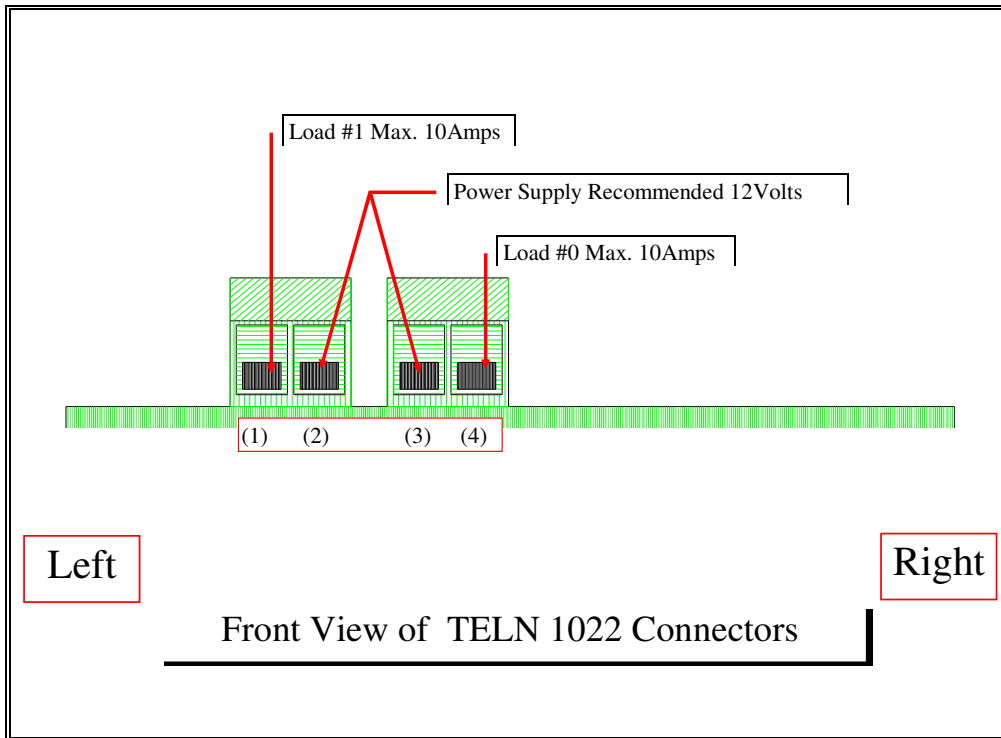 Load #1 Max. 10Amps
Power Supply Recommended 12Volts
Load #0 Max. 10Amps
(1) (2) (3) (4)
Left
Right
Front View of TELN 1022 Connectors